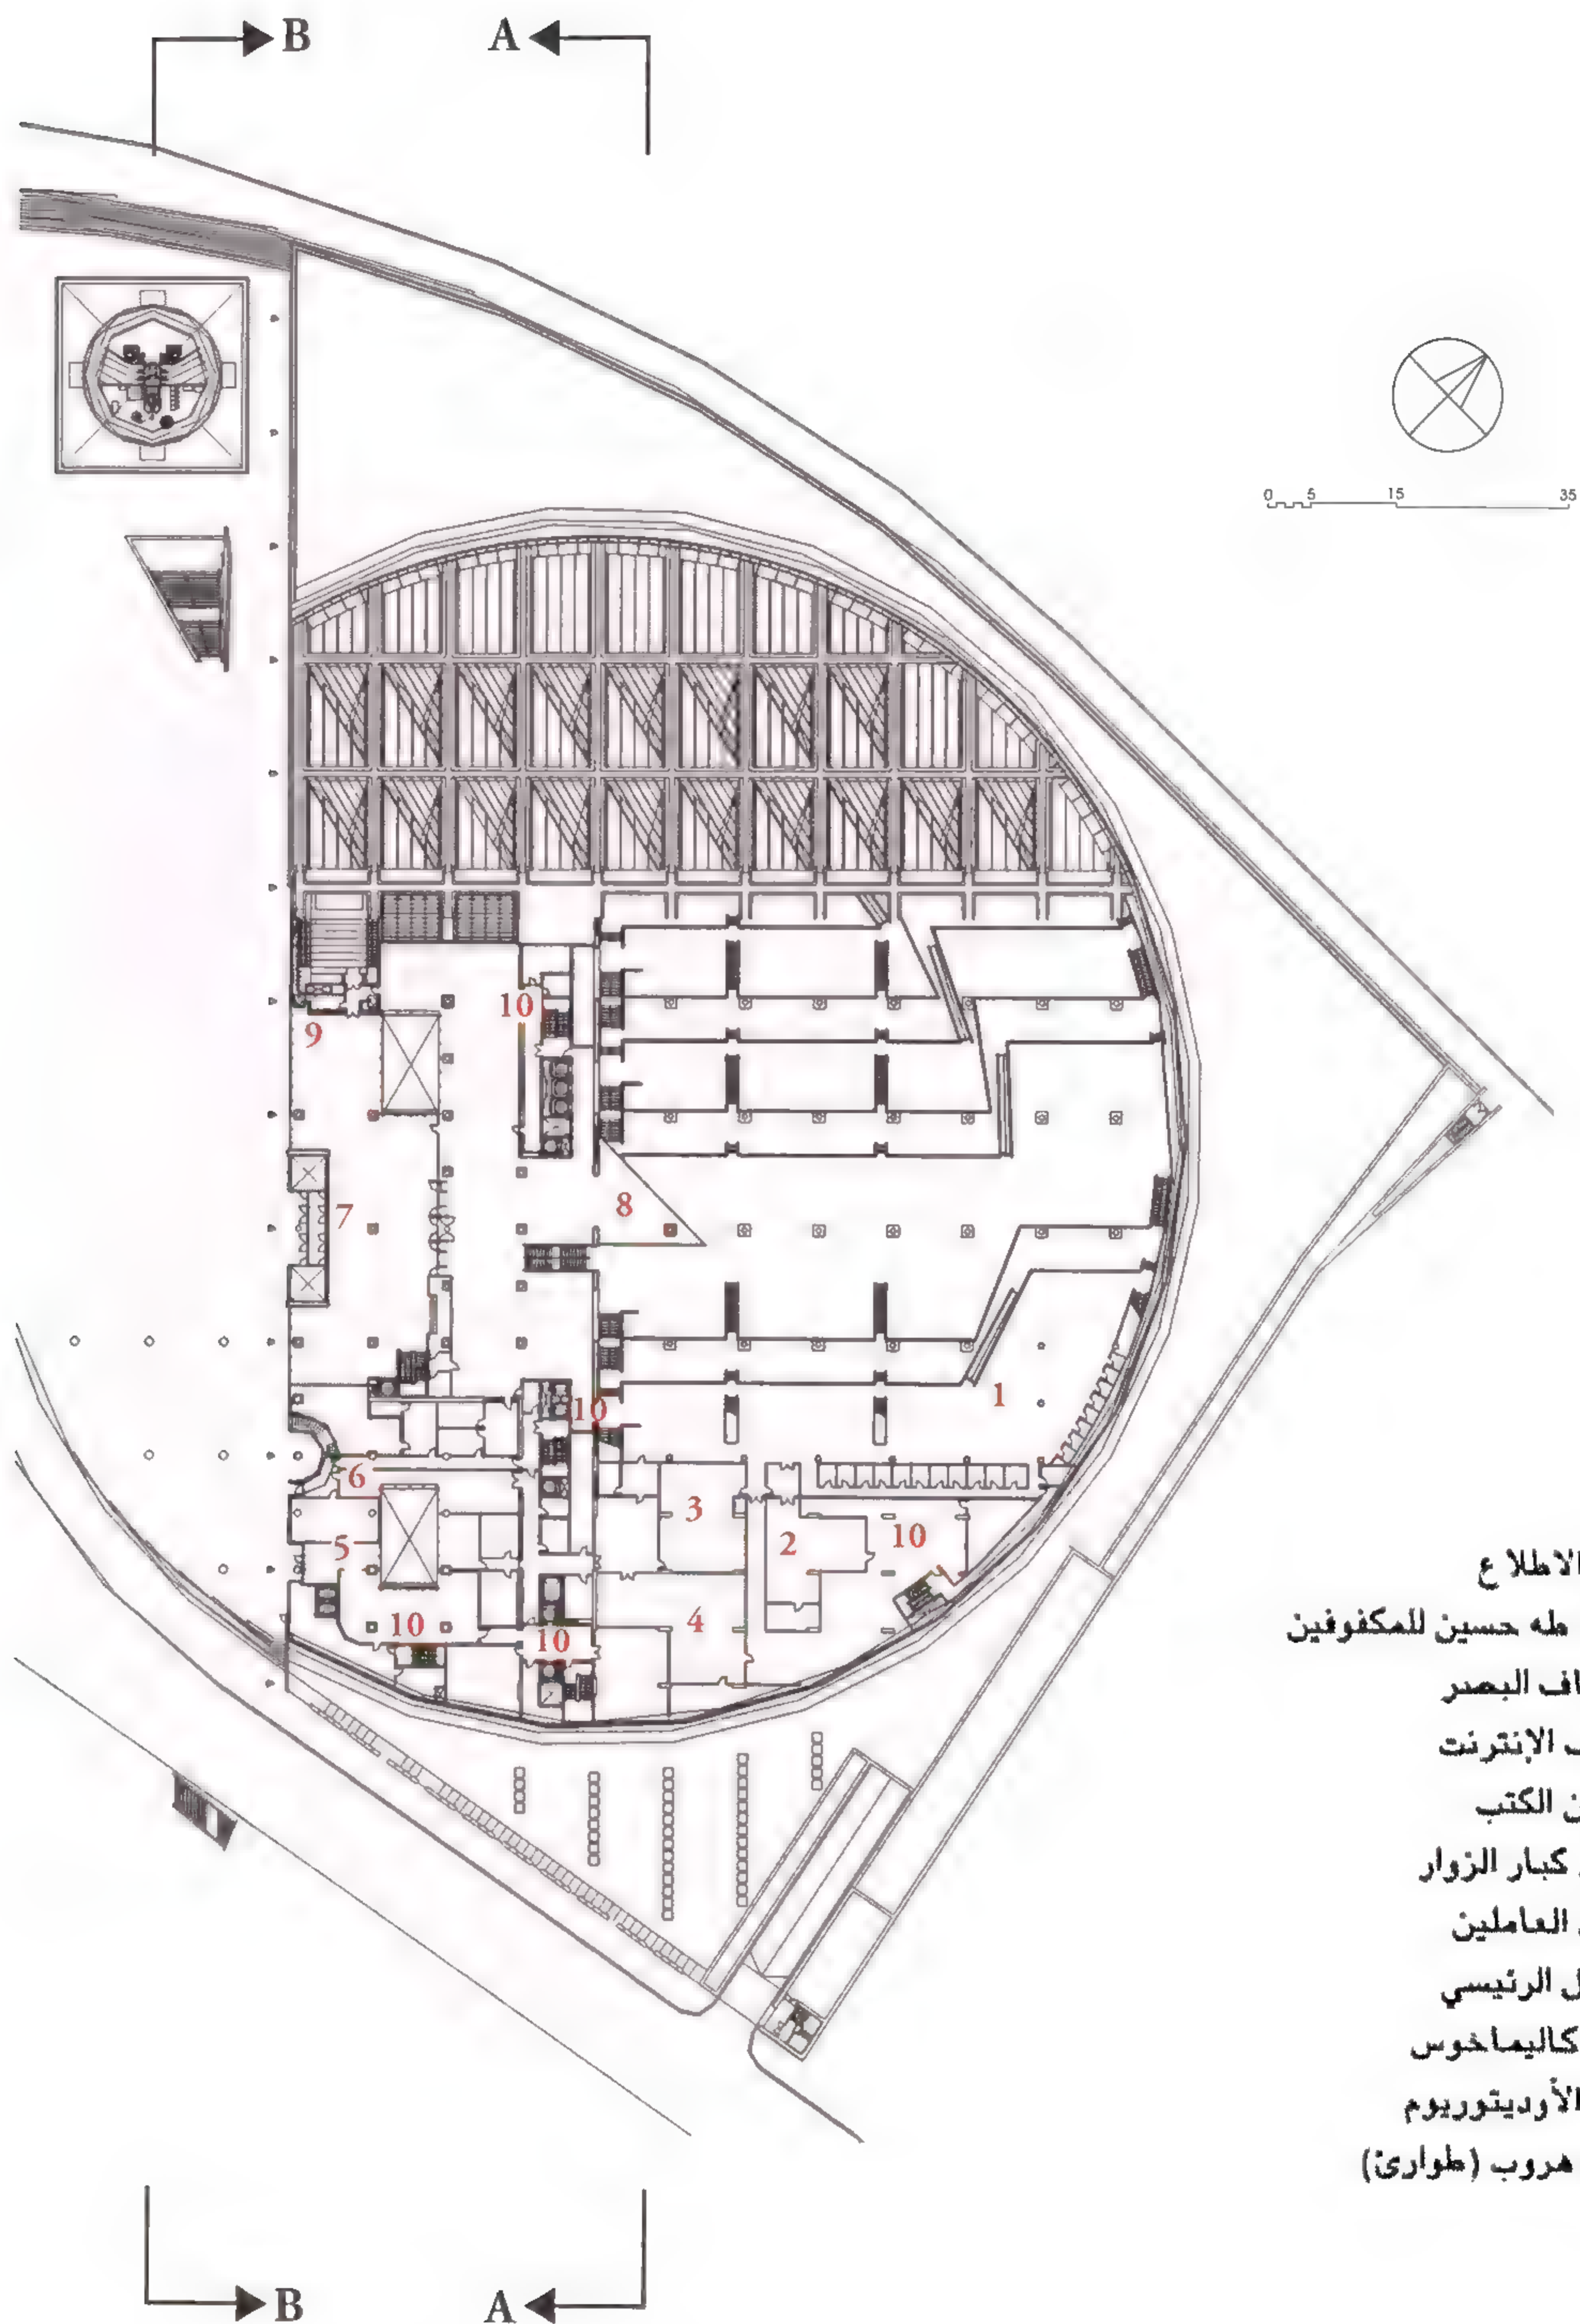 B A
0 5 15 35
10
9
8
7
1
10
6
3
2
10
5
4
10
10
الاطلاع
طه حسين للمكفوفين
البصر
الإنترنت
الكتب
كبار الزوار
العاملين
الرئيسي
كاليماخوس
الأوديتوريوم
هروب (طوارئ)
B A